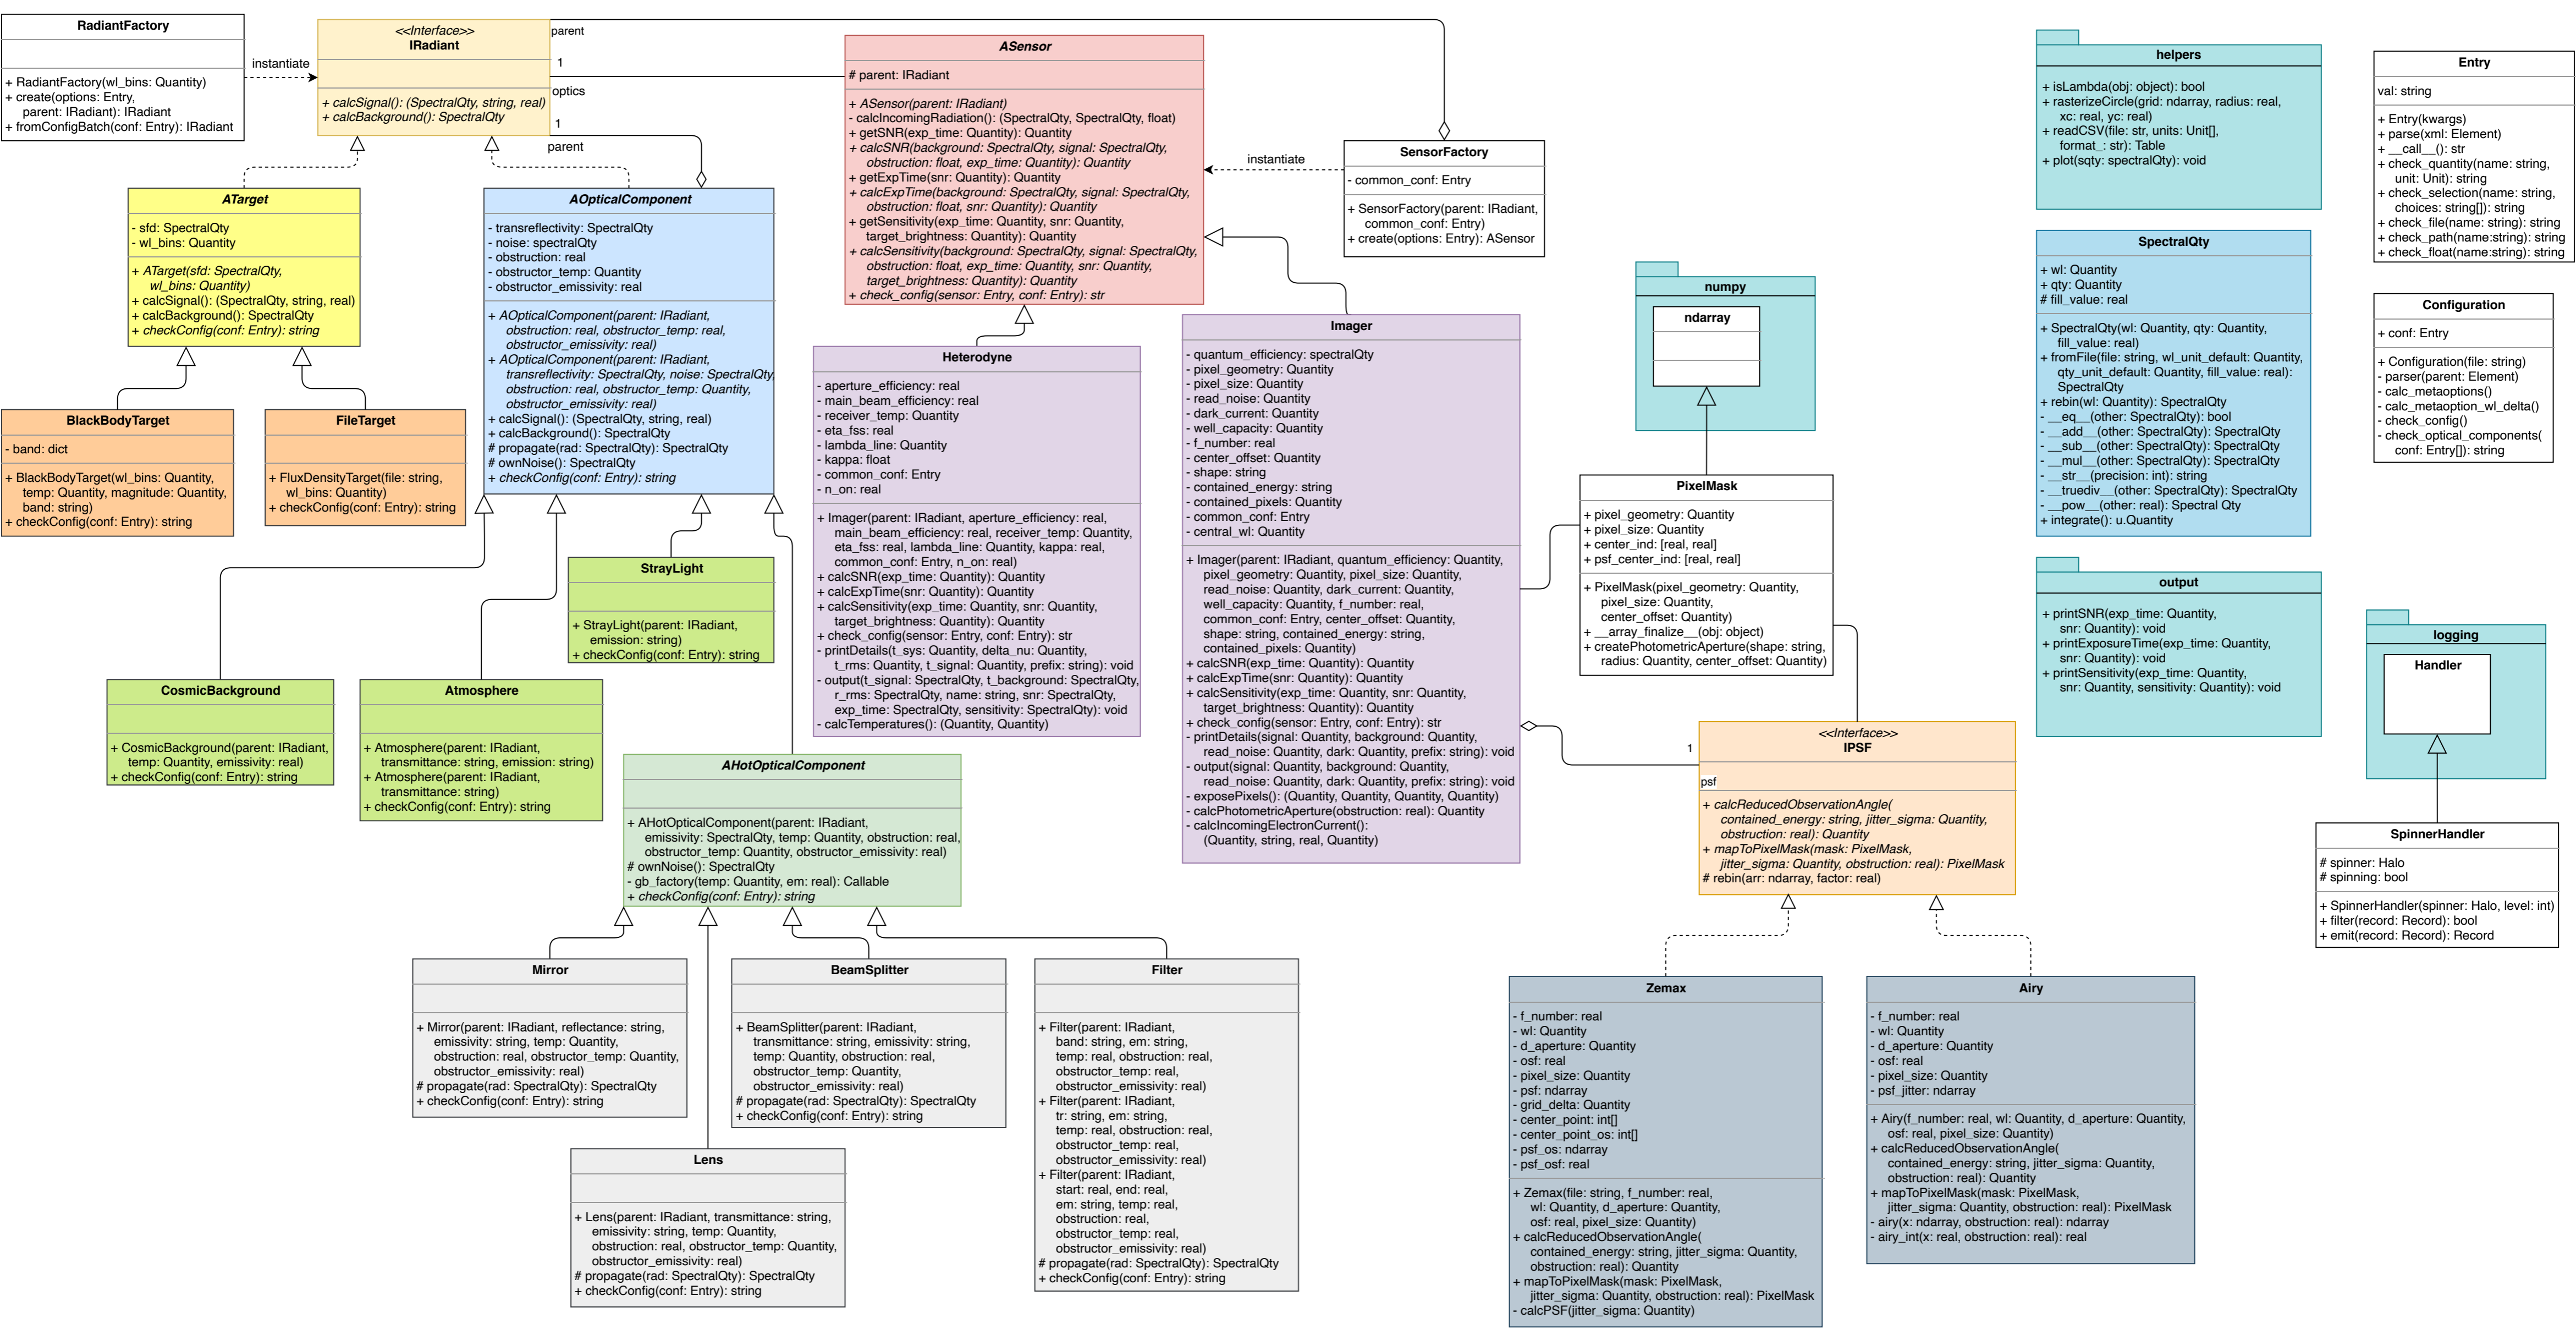 RadiantFactory
+ RadiantFactory(wl_bins: Quantity)
+ create(options: Entry,
parent: IRadiant): IRadiant
+ fromConfigBatch(conf: Entry): IRadiant
instantiate
<<Interface>>
IRadiant
+ calcSignal(): (SpectralQty, string, real)
+ calcBackground(): SpectralQty
parent
1
optics
1
parent
ATarget
- sfd: SpectralQty
- wl_bins: Quantity
+ ATarget(sfd: SpectralQty,
wl_bins: Quantity)
+ calcSignal(): (SpectralQty, string, real)
+ calcBackground(): SpectralQty
+ checkConfig(conf: Entry): string
BlackBodyTarget
- band: dict
+ BlackBodyTarget(wl_bins: Quantity,
temp: Quantity, magnitude: Quantity,
band: string)
+ checkConfig(conf: Entry): string
FileTarget
+ FluxDensityTarget(file: string,
wl_bins: Quantity)
+ checkConfig(conf: Entry): string
AOpticalComponent
- transreflectivity: SpectralQty
- noise: spectralQty
- obstruction: real
- obstructor_temp: Quantity
- obstructor_emissivity: real
+ AOpticalComponent(parent: IRadiant,
obstruction: real, obstructor_temp: real,
obstructor_emissivity: real)
+ AOpticalComponent(parent: IRadiant,
transreflectivity: SpectralQty, noise: SpectralQty,
obstruction: real, obstructor_temp: Quantity,
obstructor_emissivity: real)
+ calcSignal(): (SpectralQty, string, real)
+ calcBackground(): SpectralQty
# propagate(rad: SpectralQty): SpectralQty
# ownNoise(): SpectralQty
+ checkConfig(conf: Entry): string
StrayLight
+ StrayLight(parent: IRadiant,
emission: string)
+ checkConfig(conf: Entry): string
CosmicBackground
+ CosmicBackground(parent: IRadiant,
temp: Quantity, emissivity: real)
+ checkConfig(conf: Entry): string
Atmosphere
+ Atmosphere(parent: IRadiant,
transmittance: string, emission: string)
+ Atmosphere(parent: IRadiant,
transmittance: string)
+ checkConfig(conf: Entry): string
AHotOpticalComponent
+ AHotOpticalComponent(parent: IRadiant,
emissivity: SpectralQty, temp: Quantity, obstruction: real,
obstructor_temp: Quantity, obstructor_emissivity: real)
# ownNoise(): SpectralQty
- gb_factory(temp: Quantity, em: real): Callable
+ checkConfig(conf: Entry): string
Mirror
+ Mirror(parent: IRadiant, reflectance: string,
emissivity: string, temp: Quantity,
obstruction: real, obstructor_temp: Quantity,
obstructor_emissivity: real)
# propagate(rad: SpectralQty): SpectralQty
+ checkConfig(conf: Entry): string
Lens
+ Lens(parent: IRadiant, transmittance: string,
emissivity: string, temp: Quantity,
obstruction: real, obstructor_temp: Quantity,
obstructor_emissivity: real)
# propagate(rad: SpectralQty): SpectralQty
+ checkConfig(conf: Entry): string
BeamSplitter
+ BeamSplitter(parent: IRadiant,
transmittance: string, emissivity: string,
temp: Quantity, obstruction: real,
obstructor_temp: Quantity,
obstructor_emissivity: real)
# propagate(rad: SpectralQty): SpectralQty
+ checkConfig(conf: Entry): string
Filter
+ Filter(parent: IRadiant,
band: string, em: string,
temp: real, obstruction: real,
obstructor_temp: real,
obstructor_emissivity: real)
+ Filter(parent: IRadiant,
tr: string, em: string,
temp: real, obstruction: real,
obstructor_temp: real,
obstructor_emissivity: real)
+ Filter(parent: IRadiant,
start: real, end: real,
em: string, temp: real,
obstruction: real,
obstructor_temp: real,
obstructor_emissivity: real)
# propagate(rad: SpectralQty): SpectralQty
+ checkConfig(conf: Entry): string
ASensor
# parent: IRadiant
+ ASensor(parent: IRadiant)
- calcIncomingRadiation(): (SpectralQty, SpectralQty, float)
+ getSNR(exp_time: Quantity): Quantity
+ calcSNR(background: SpectralQty, signal: SpectralQty,
obstruction: float, exp_time: Quantity): Quantity
+ getExpTime(snr: Quantity): Quantity
+ calcExpTime(background: SpectralQty, signal: SpectralQty,
obstruction: float, snr: Quantity): Quantity
+ getSensitivity(exp_time: Quantity, snr: Quantity,
target_brightness: Quantity): Quantity
+ calcSensitivity(background: SpectralQty, signal: SpectralQty,
obstruction: float, exp_time: Quantity, snr: Quantity,
target_brightness: Quantity): Quantity
+ check_config(sensor: Entry, conf: Entry): str
instantiate
SensorFactory
- common_conf: Entry
+ SensorFactory(parent: IRadiant,
common_conf: Entry)
+ create(options: Entry): ASensor
Heterodyne
- aperture_efficiency: real
- main_beam_efficiency: real
- receiver_temp: Quantity
- eta_fss: real
- lambda_line: Quantity
- kappa: float
- common_conf: Entry
- n_on: real
+ Imager(parent: IRadiant, aperture_efficiency: real,
main_beam_efficiency: real, receiver_temp: Quantity,
eta_fss: real, lambda_line: Quantity, kappa: real,
common_conf: Entry, n_on: real)
+ calcSNR(exp_time: Quantity): Quantity
+ calcExpTime(snr: Quantity): Quantity
+ calcSensitivity(exp_time: Quantity, snr: Quantity,
target_brightness: Quantity): Quantity
+ check_config(sensor: Entry, conf: Entry): str
- printDetails(t_sys: Quantity, delta_nu: Quantity,
t_rms: Quantity, t_signal: Quantity, prefix: string): void
- output(t_signal: SpectralQty, t_background: SpectralQty,
r_rms: SpectralQty, name: string, snr: SpectralQty,
exp_time: SpectralQty, sensitivity: SpectralQty): void
- calcTemperatures(): (Quantity, Quantity)
Imager
- quantum_efficiency: spectralQty
- pixel_geometry: Quantity
- pixel_size: Quantity
- read_noise: Quantity
- dark_current: Quantity
- well_capacity: Quantity
- f_number: real
- center_offset: Quantity
- shape: string
- contained_energy: string
- contained_pixels: Quantity
- common_conf: Entry
- central_wl: Quantity
+ Imager(parent: IRadiant, quantum_efficiency: Quantity,
pixel_geometry: Quantity, pixel_size: Quantity,
read_noise: Quantity, dark_current: Quantity,
well_capacity: Quantity, f_number: real,
common_conf: Entry, center_offset: Quantity,
shape: string, contained_energy: string,
contained_pixels: Quantity)
+ calcSNR(exp_time: Quantity): Quantity
+ calcExpTime(snr: Quantity): Quantity
+ calcSensitivity(exp_time: Quantity, snr: Quantity,
target_brightness: Quantity): Quantity
+ check_config(sensor: Entry, conf: Entry): str
- printDetails(signal: Quantity, background: Quantity,
read_noise: Quantity, dark: Quantity, prefix: string): void
- output(signal: Quantity, background: Quantity,
read_noise: Quantity, dark: Quantity, prefix: string): void
- exposePixels(): (Quantity, Quantity, Quantity, Quantity)
- calcPhotometricAperture(obstruction: real): Quantity
- calcIncomingElectronCurrent():
(Quantity, string, real, Quantity)
numpy
ndarray
PixelMask
+ pixel_geometry: Quantity
+ pixel_size: Quantity
+ center_ind: [real, real]
+ psf_center_ind: [real, real]
+ PixelMask(pixel_geometry: Quantity,
pixel_size: Quantity,
center_offset: Quantity)
+ __array_finalize__(obj: object)
+ createPhotometricAperture(shape: string,
radius: Quantity, center_offset: Quantity)
1
<<Interface>>
IPSF
psf
+ calcReducedObservationAngle(
contained_energy: string, jitter_sigma: Quantity,
obstruction: real): Quantity
+ mapToPixelMask(mask: PixelMask,
jitter_sigma: Quantity, obstruction: real): PixelMask
# rebin(arr: ndarray, factor: real)
Zemax
- f_number: real
- wl: Quantity
- d_aperture: Quantity
- osf: real
- pixel_size: Quantity
- psf: ndarray
- grid_delta: Quantity
- center_point: int[]
- center_point_os: int[]
- psf_os: ndarray
- psf_osf: real
+ Zemax(file: string, f_number: real,
wl: Quantity, d_aperture: Quantity,
osf: real, pixel_size: Quantity)
+ calcReducedObservationAngle(
contained_energy: string, jitter_sigma: Quantity,
obstruction: real): Quantity
+ mapToPixelMask(mask: PixelMask,
jitter_sigma: Quantity, obstruction: real): PixelMask
- calcPSF(jitter_sigma: Quantity)
Airy
- f_number: real
- wl: Quantity
- d_aperture: Quantity
- osf: real
- pixel_size: Quantity
- psf_jitter: ndarray
+ Airy(f_number: real, wl: Quantity, d_aperture: Quantity,
osf: real, pixel_size: Quantity)
+ calcReducedObservationAngle(
contained_energy: string, jitter_sigma: Quantity,
obstruction: real): Quantity
+ mapToPixelMask(mask: PixelMask,
jitter_sigma: Quantity, obstruction: real): PixelMask
- airy(x: ndarray, obstruction: real): ndarray
- airy_int(x: real, obstruction: real): real
helpers
+ isLambda(obj: object): bool
+ rasterizeCircle(grid: ndarray, radius: real,
xc: real, yc: real)
+ readCSV(file: str, units: Unit[],
format_: str): Table
+ plot(sqty: spectralQty): void
SpectralQty
+ wl: Quantity
+ qty: Quantity
# fill_value: real
+ SpectralQty(wl: Quantity, qty: Quantity,
fill_value: real)
+ fromFile(file: string, wl_unit_default: Quantity,
qty_unit_default: Quantity, fill_value: real):
SpectralQty
+ rebin(wl: Quantity): SpectralQty
- __eq__(other: SpectralQty): bool
- __add__(other: SpectralQty): SpectralQty
- __sub__(other: SpectralQty): SpectralQty
- __mul__(other: SpectralQty): SpectralQty
- __str__(precision: int): string
- __truediv__(other: SpectralQty): SpectralQty
- __pow__(other: real): Spectral Qty
+ integrate(): u.Quantity
output
+ printSNR(exp_time: Quantity,
snr: Quantity): void
+ printExposureTime(exp_time: Quantity,
snr: Quantity): void
+ printSensitivity(exp_time: Quantity,
snr: Quantity, sensitivity: Quantity): void
Entry
val: string
+ Entry(kwargs)
+ parse(xml: Element)
+ __call__(): str
+ check_quantity(name: string,
unit: Unit): string
+ check_selection(name: string,
choices: string[]): string
+ check_file(name: string): string
+ check_path(name:string): string
+ check_float(name:string): string
Configuration
+ conf: Entry
+ Configuration(file: string)
- parser(parent: Element)
- calc_metaoptions()
- calc_metaoption_wl_delta()
- check_config()
- check_optical_components(
conf: Entry[]): string
logging
Handler
SpinnerHandler
# spinner: Halo
# spinning: bool
+ SpinnerHandler(spinner: Halo, level: int)
+ filter(record: Record): bool
+ emit(record: Record): Record